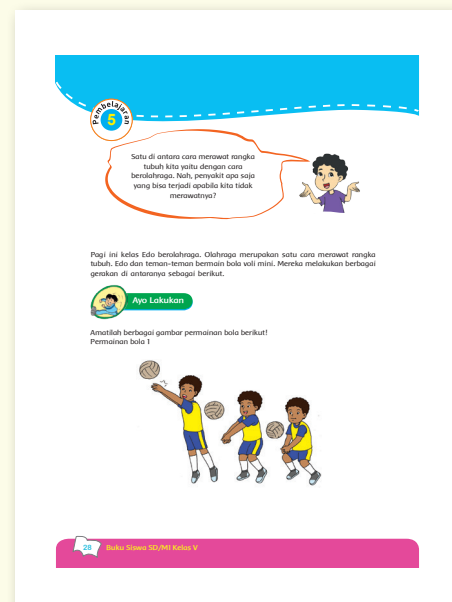 Pembelajaran
5
Satu di antara cara merawat rangka
tubuh kita yaitu dengan cara
berolahraga. Nah, penyakit apa saja
yang bisa terjadi apabila kita tidak
merawatnya?
Pagi ini kelas Edo berolahraga. Olahraga merupakan satu cara merawat rangka
tubuh. Edo dan teman-teman bermain bola voli mini. Mereka melakukan berbagai
gerakan di antaranya sebagai berikut.
Ayo Lakukan
Amatilah berbagai gambar permainan bola berikut!
Permainan bola 1
28
Buku Siswa SD/MI Kelas V